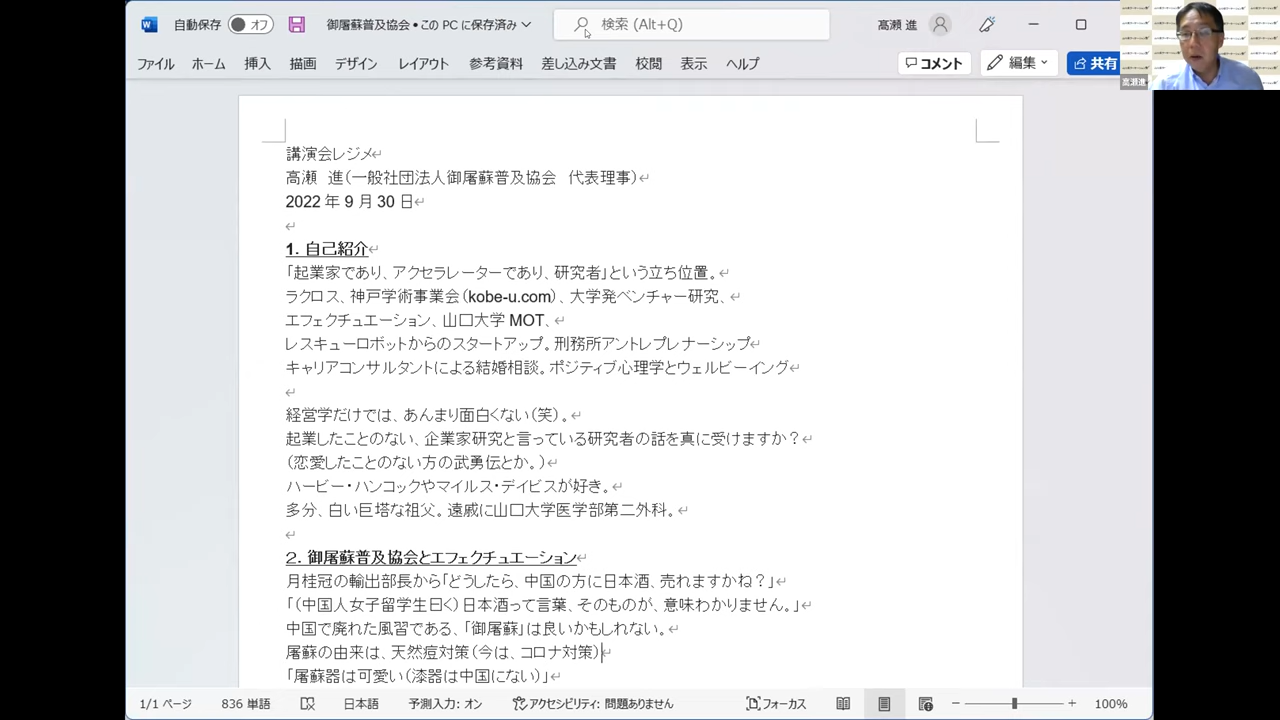 自動保存 オフ 御屠蘇普及協会 • 済み 検索 (Alt+Q) 高瀬 進
ファイル ホーム 挿入 描画 デザイン レイアウト 参考資料 差し込み文書 校閲 表示 ヘルプ コメント 編集 共有
高瀬進
講演会レジメ
高瀬 進（一般社団法人御屠蘇普及協会 代表理事）
2022年9月30日
1. 自己紹介
「起業家であり、アクセラレーターであり、研究者」という立ち位置。
ラクロス、神戸学術事業会（kobe-u.com）、大学発ベンチャー研究、
エフェクチュエーション、山口大学MOT、
レスキューロボットからのスタートアップ。刑務所アントレプレナーシップ
キャリアコンサルタントによる結婚相談。ポジティブ心理学とウェルビーイング
経営学だけでは、あんまり面白くない（笑）。
起業したことのない、企業家研究と言っている研究者の話を真に受けますか？
（恋愛したことのない方の武勇伝とか。）
ハービー・ハンコックやマイルス・デイビスが好き。
多分、白い巨塔な祖父。遠戚に山口大学医学部第二外科。
2. 御屠蘇普及協会とエフェクチュエーション
月桂冠の輸出部長から「どうしたら、中国の方に日本酒、売れますかね？」
「（中国人女子留学生曰く）日本酒って言葉、そのものが、意味わかりません。」
中国で廃れた風習である、「御屠蘇」は良いかもしれない。
屠蘇の由来は、天然痘対策（今は、コロナ対策）
「屠蘇器は可愛い（漆器は中国にない）」
1/1 ページ 836 単語 日本語 予測入力: オン アクセシビリティ: 問題ありません フォーカス 100%